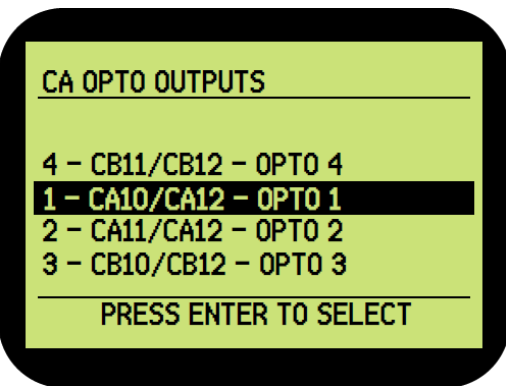 CA OPTO OUTPUTS
4 - CB11/CB12 - OPTO 4
1 - CA10/CA12 - OPTO 1
2 - CA11/CA12 - OPTO 2
3 - CB10/CB12 - OPTO 3
PRESS ENTER TO SELECT